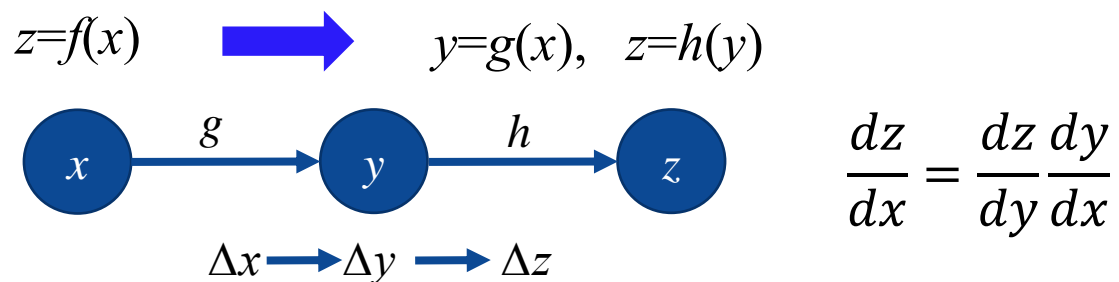 z=f(x) y=g(x), z=h(y)
g h
x y z
dz/dx = dz/dy dy/dx
Δx Δy Δz